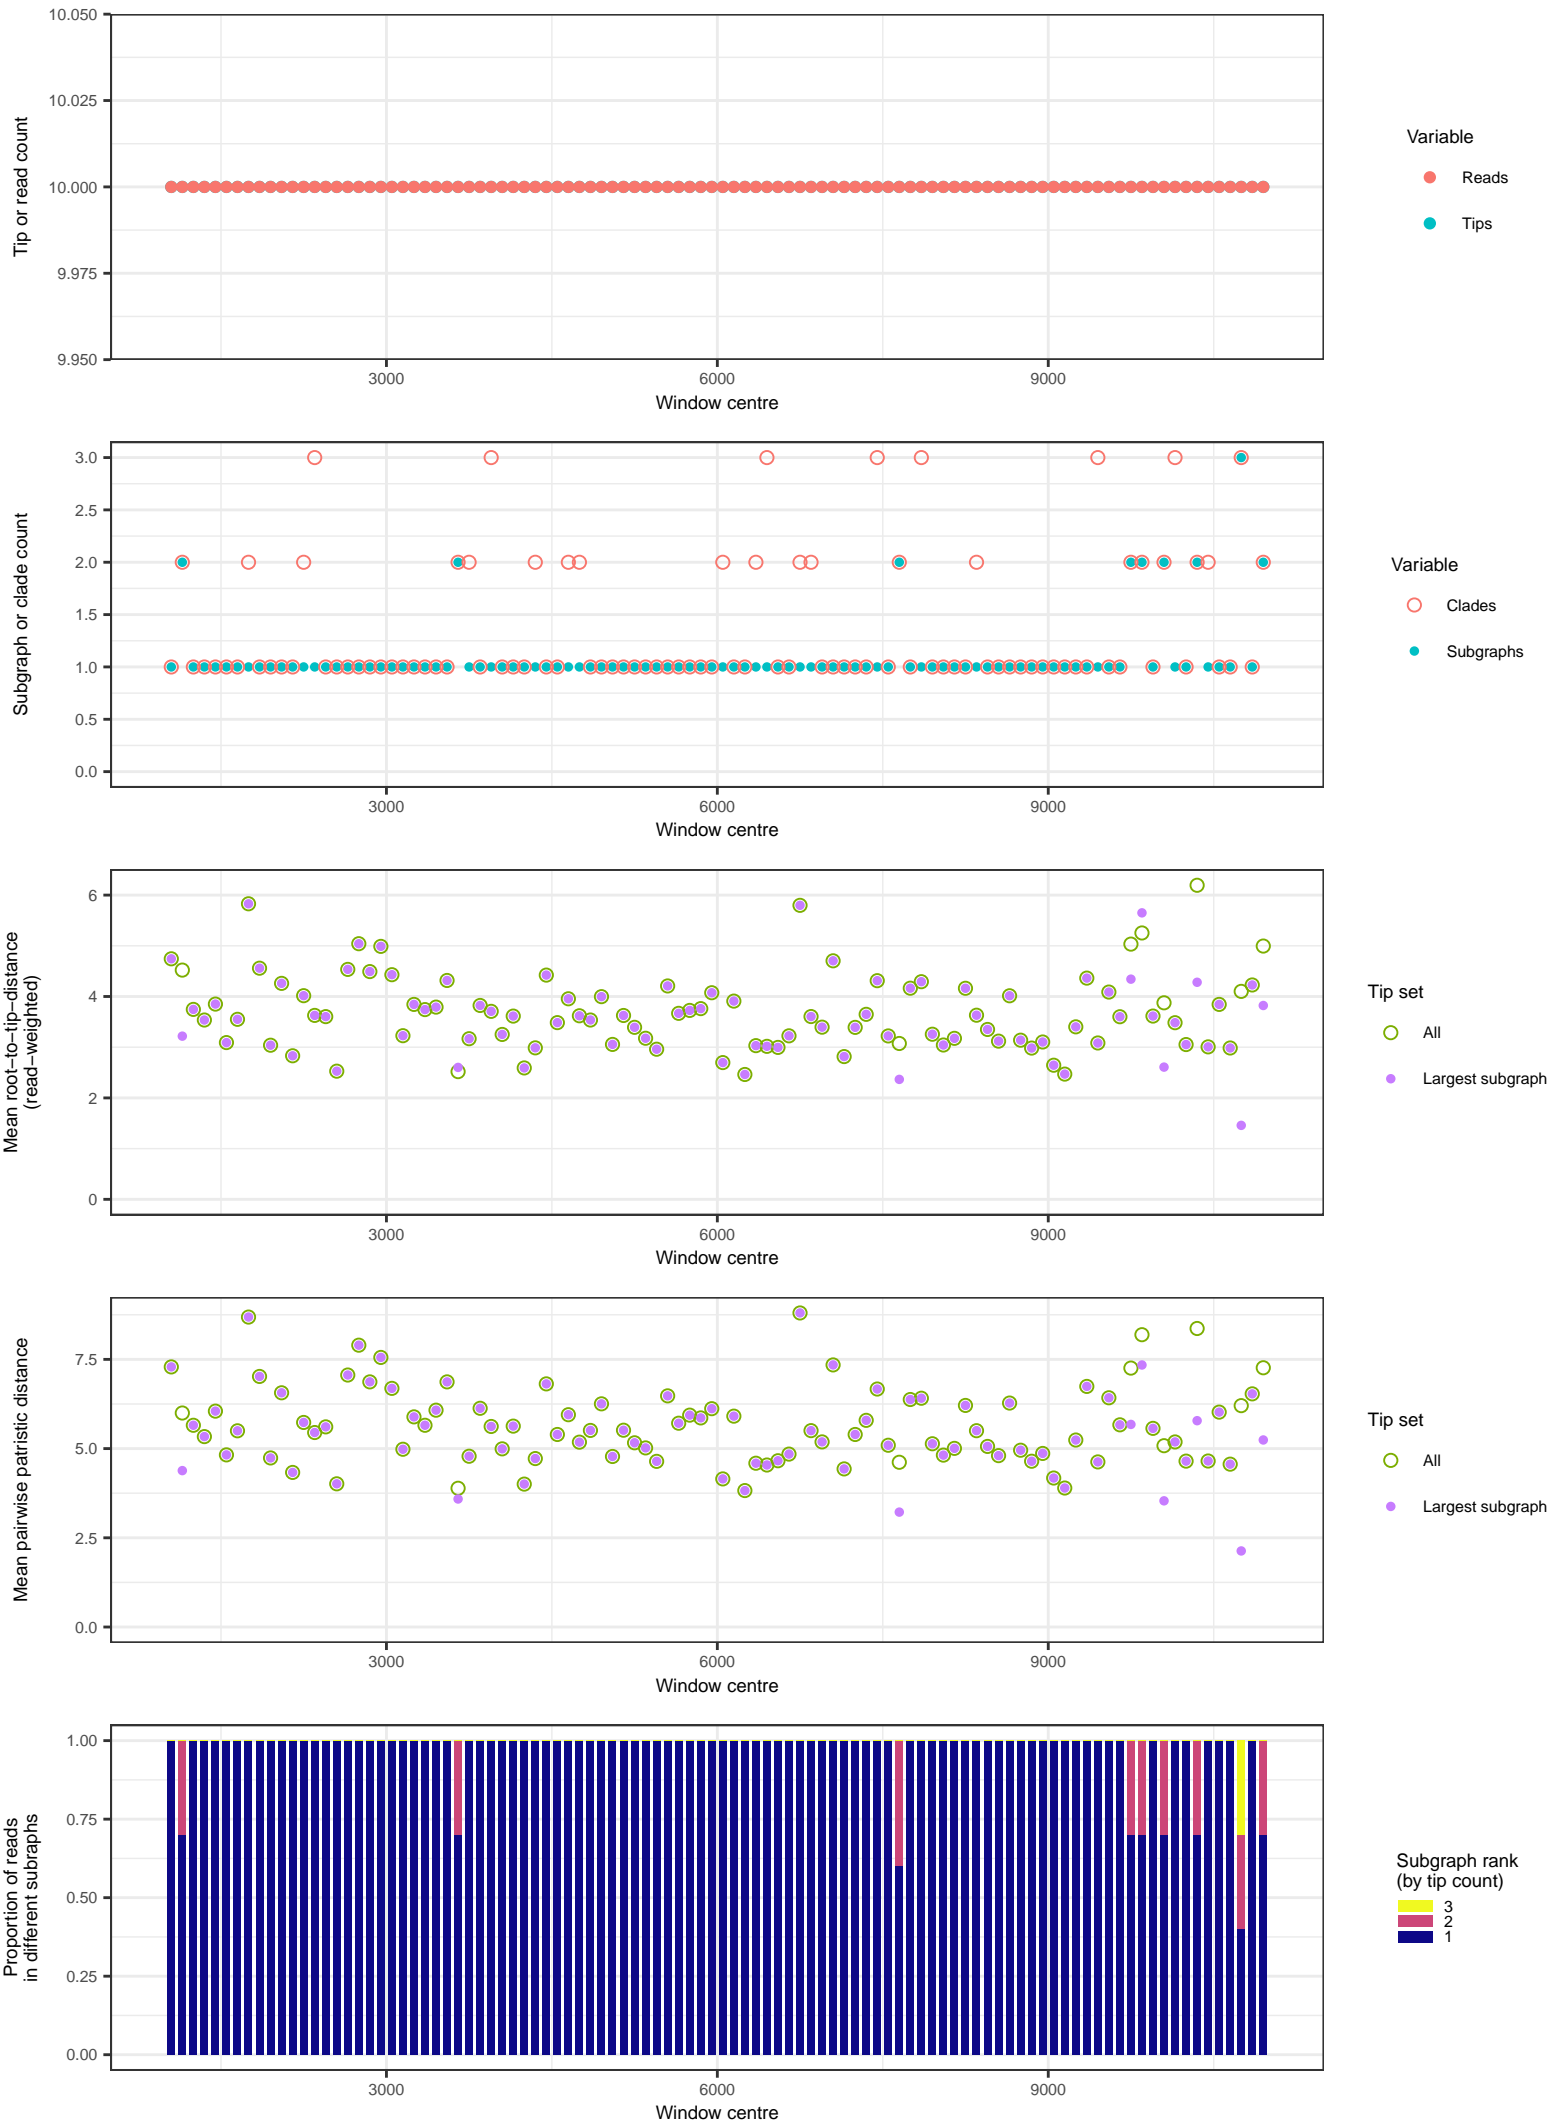 10.050
10.025
10.000
9.975
9.950
Tip or read count
3000
6000
9000
Window centre
Variable
Reads
Tips
3.0
2.5
2.0
1.5
1.0
0.5
0.0
Subgraph or clade count
3000
6000
9000
Window centre
Variable
Clades
Subgraphs
6
4
2
0
Mean root−to−tip−distance
(read−weighted)
3000
6000
9000
Window centre
Tip set
All
Largest subgraph
7.5
5.0
2.5
0.0
Mean pairwise patristic distance
3000
6000
9000
Window centre
Tip set
All
Largest subgraph
1.00
0.75
0.50
0.25
0.00
Proportion of reads
in different subraphs
3000
6000
9000
Window centre
Subgraph rank
(by tip count)
3
2
1